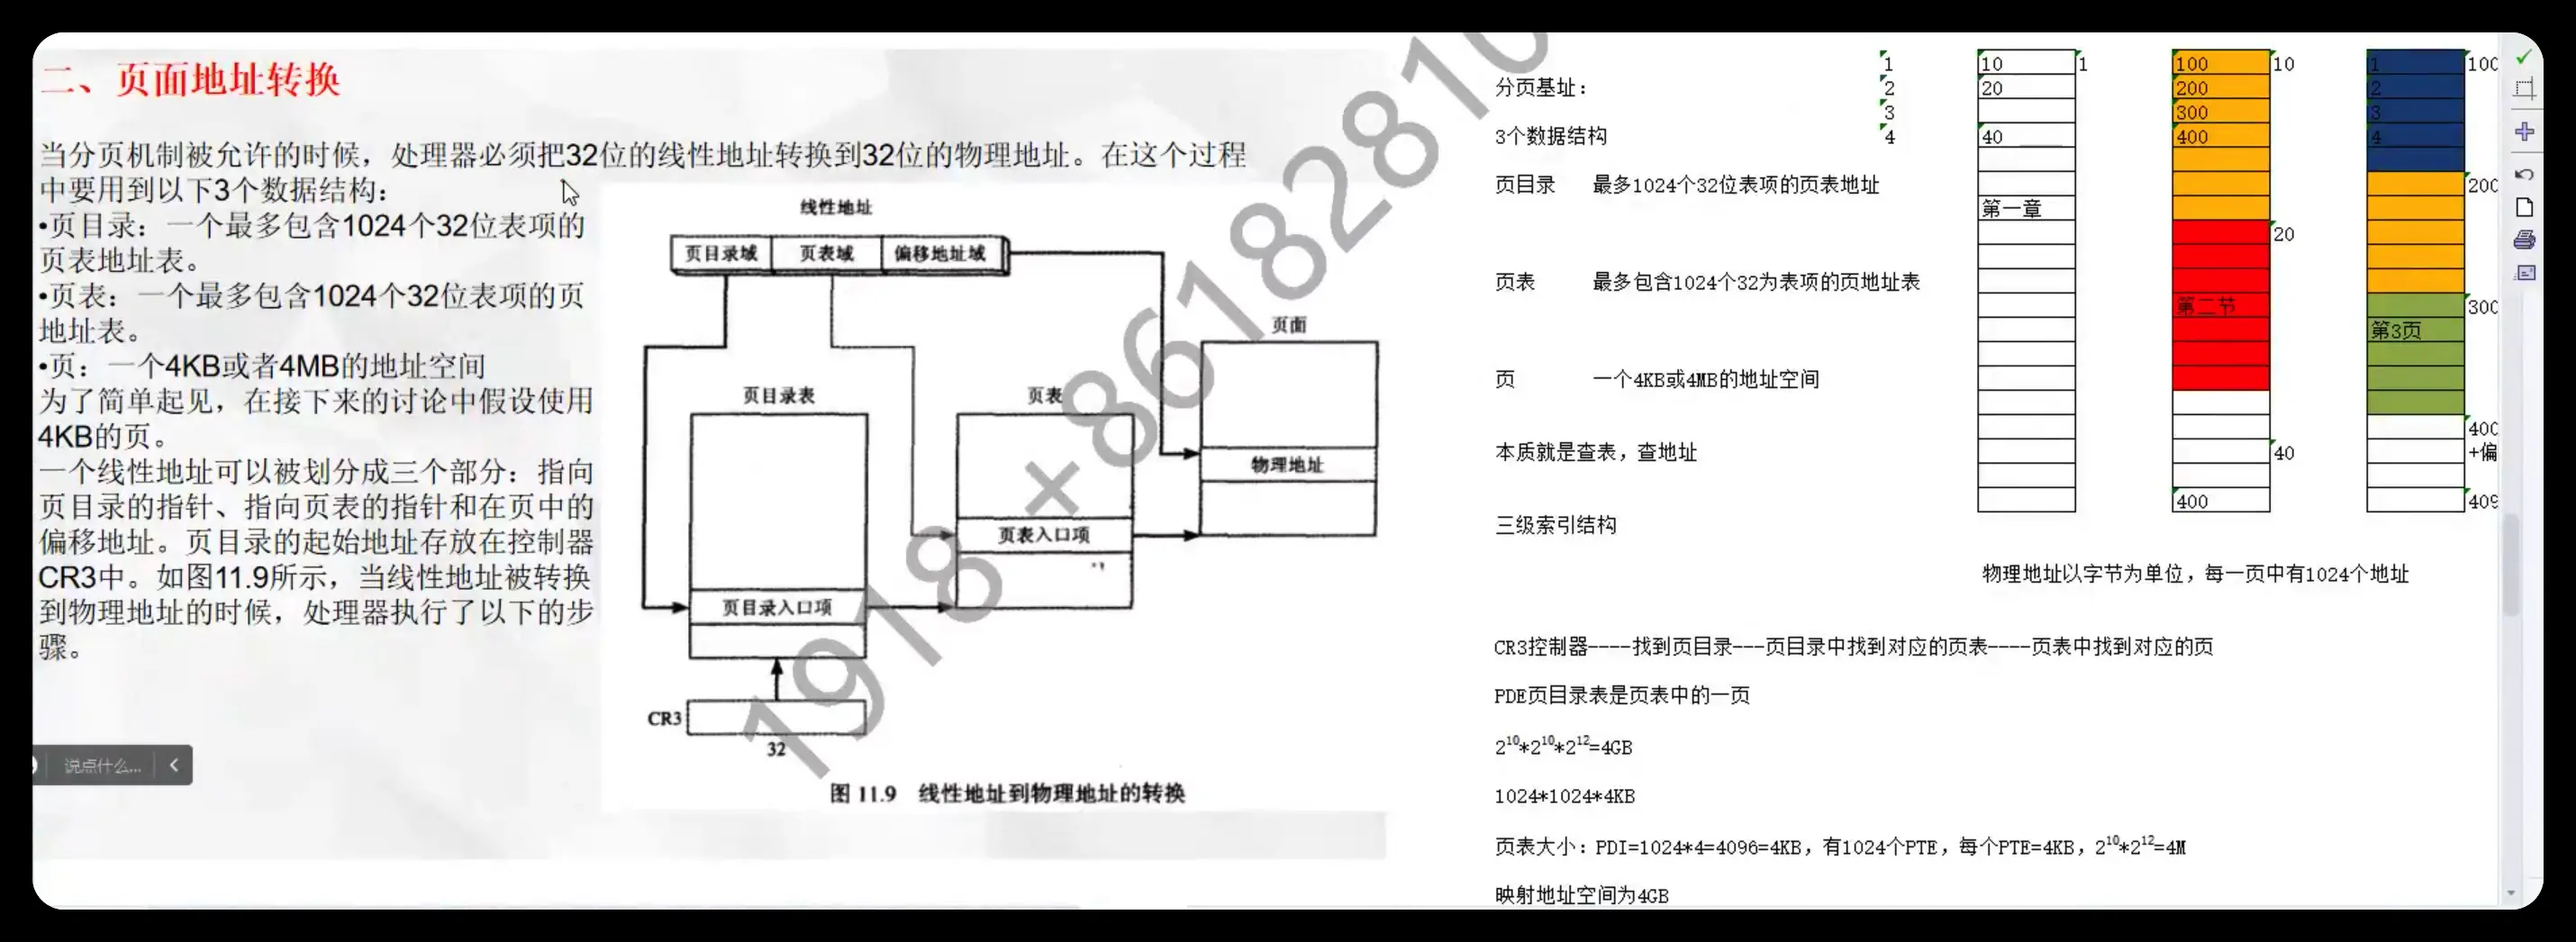 二、页面地址转换
当分页机制被允许的时候，处理器必须把32位的线性地址转换到32位的物理地址。在这个过程
中要用到以下3个数据结构：
•页目录：一个最多包含1024个32位表项的
页表地址表。
•页表：一个最多包含1024个32位表项的页
地址表。
•页：一个4KB或者4MB的地址空间
为了简单起见，在接下来的讨论中假设使用
4KB的页。
一个线性地址可以被划分成三个部分：指向
页目录的指针、指向页表的指针和在页中的
偏移地址。页目录的起始地址存放在控制器
CR3中。如图11.9所示，当线性地址被转换
到物理地址的时候，处理器执行了以下的步
骤。
说点什么...
线性地址
页目录域 页表域 偏移地址域
页面
页目录表
页表
物理地址
页表入口项
页目录入口项
CR3
32
图 11.9 线性地址到物理地址的转换
分页基址：
3个数据结构
页目录 最多1024个32位表项的页表地址
页表 最多包含1024个32为表项的页地址表
页 一个4KB或4MB的地址空间
本质就是查表，查地址
三级索引结构
1 10 1 100 10 1 100
2 20 200 2
3 300 3
4 40 400 4
200
第一章
20
第二节 300
第3页
400
40 +偏
400 409
物理地址以字节为单位，每一页中有1024个地址
CR3控制器----找到页目录---页目录中找到对应的页表----页表中找到对应的页
PDE页目录表是页表中的一页
2¹⁰*2¹⁰*2¹²=4GB
1024*1024*4KB
页表大小：PDI=1024*4=4096=4KB，有1024个PTE，每个PTE=4KB，2¹⁰*2¹²=4M
映射地址空间为4GB
1918 +86182810